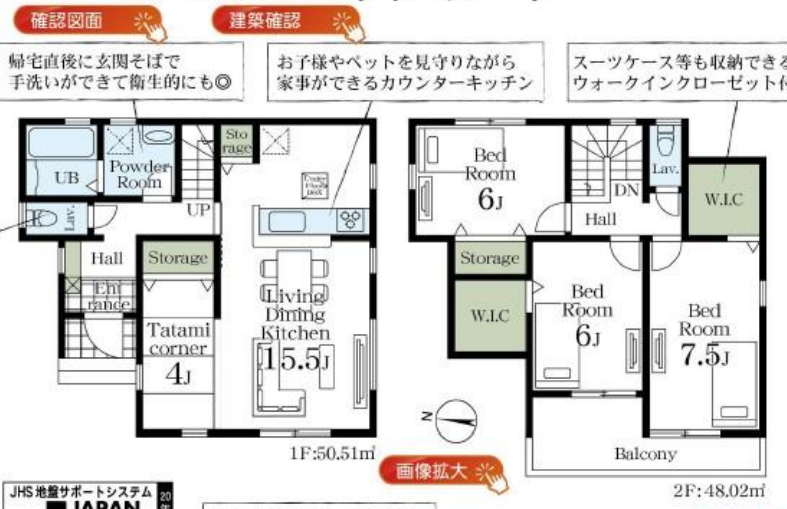 確認図面
建築確認
帰宅直後に玄関そばで
手洗いができて衛生的にも◎
お子様やペットを見守りながら
家事ができるカウンターキッチン
スーツケース等も収納できる
ウォークインクローゼット付
UB
Powder
Room
Sto
rage
Under
Floor
BOX
Lav.
UP
Hall
Storage
Ent
rance
Tatami
corner
4J
Living
Dining
Kitchen
15.5J
1F:50.51㎡
Bed
Room
6J
DN
Lav.
W.I.C
Hall
Storage
W.I.C
Bed
Room
6J
Bed
Room
7.5J
Balcony
N
2F:48.02㎡
画像拡大
JHS 地盤サポートシステム
JAPAN
20
年